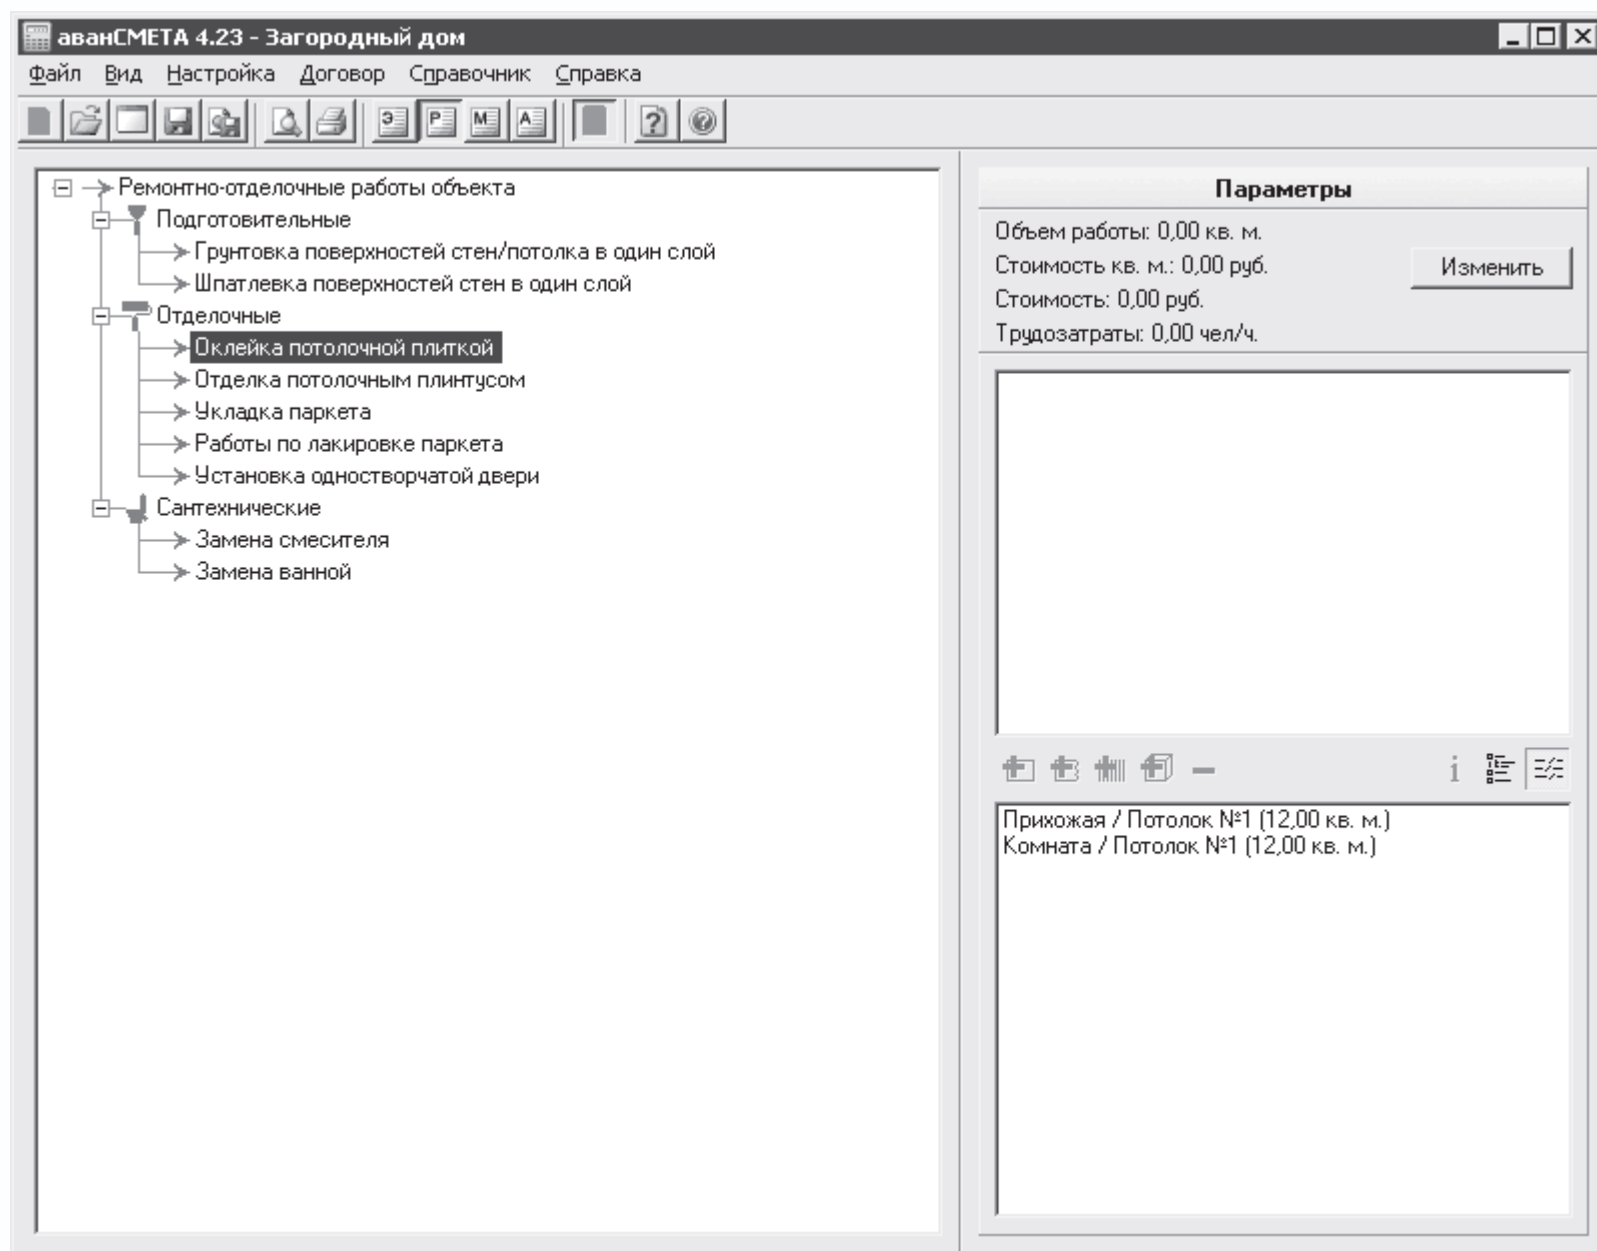 аванСМЕТА 4.23 - Загородный дом
Файл Вид Настройка Договор Справочник Справка
Э Р М А
Ремонтно-отделочные работы объекта
Подготовительные
Грунтовка поверхностей стен/потолка в один слой
Шпатлевка поверхностей стен в один слой
Отделочные
Оклейка потолочной плиткой
Отделка потолочным плинтусом
Укладка паркета
Работы по лакировке паркета
Установка одностворчатой двери
Сантехнические
Замена смесителя
Замена ванной
Параметры
Объем работы: 0,00 кв. м.
Стоимость кв. м.: 0,00 руб.
Изменить
Стоимость: 0,00 руб.
Трудозатраты: 0,00 чел/ч.
Прихожая / Потолок №1 (12,00 кв. м.)
Комната / Потолок №1 (12,00 кв. м.)